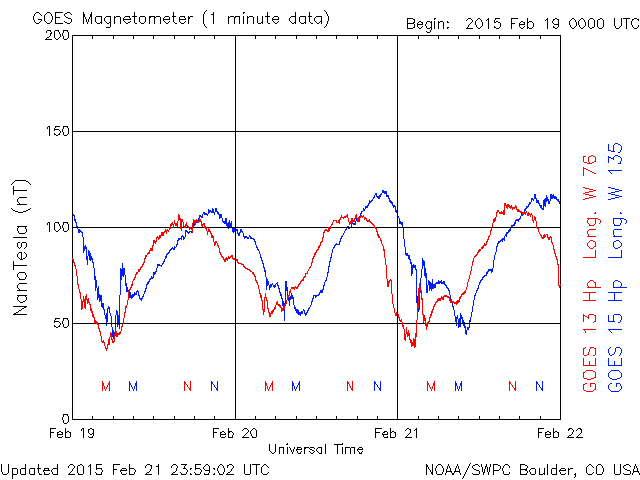 GOES Magnetometer (1 minute data)
Begin: 2015 Feb 19 0000 UTC
200
150
100
50
0
NanoTesla (nT)
M M N N M M N N M M N N
Feb 19 Feb 20 Feb 21 Feb 22
Universal Time
GOES 13 Hp Long. W 76
GOES 15 Hp Long. W 135
Updated 2015 Feb 21 23:59:02 UTC
NOAA/SWPC Boulder, CO USA